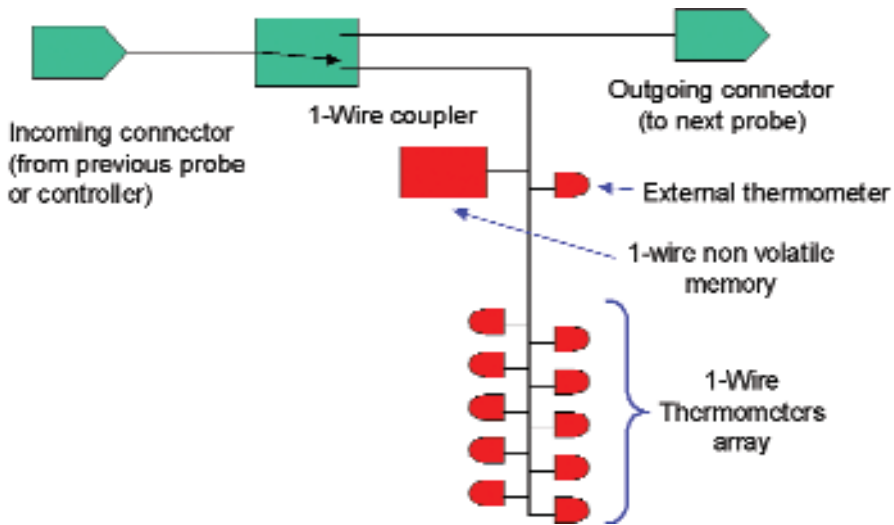 Incoming connector
(from previous probe
or controller)
1-Wire coupler
Outgoing connector
(to next probe)
External thermometer
1-wire non volatile
memory
1-Wire
Thermometers
array